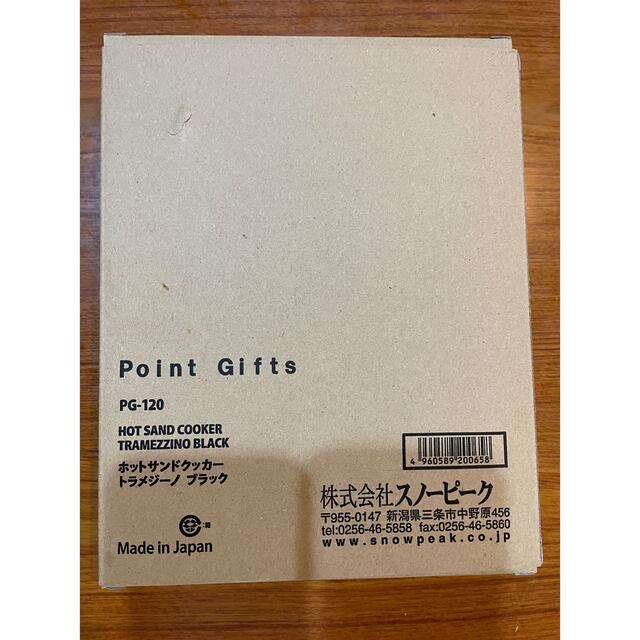 Point Gifts
PG-120
HOT SAND COOKER
TRAMEZZINO BLACK
ホットサンドクッカー
トラメジーノ ブラック
Made in Japan
4 960589 200658
株式会社スノーピーク
〒955-0147 新潟県三条市中野原456
tel:0256-46-5858 fax:0256-46-5860
www.snowpeak.co.jp